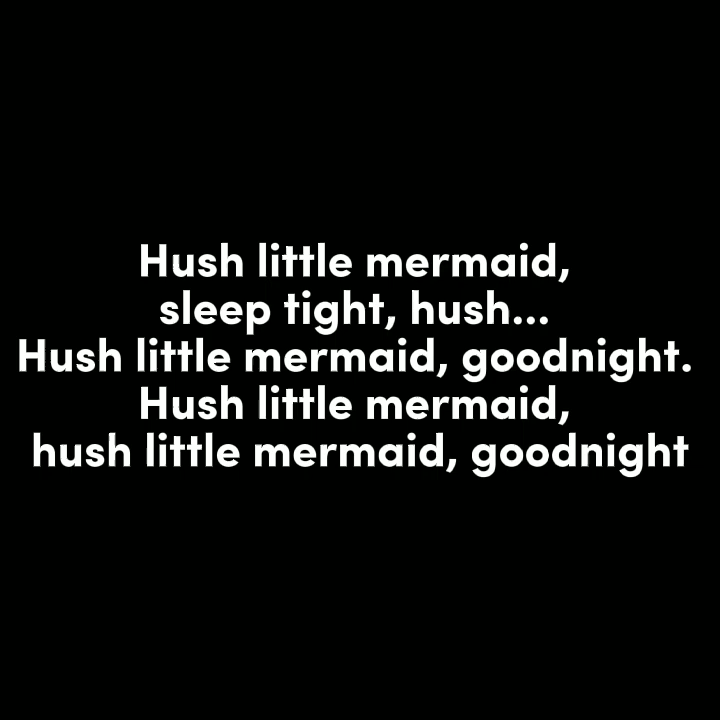 Hush little mermaid,
sleep tight, hush...
Hush little mermaid, goodnight.
Hush little mermaid,
hush little mermaid, goodnight